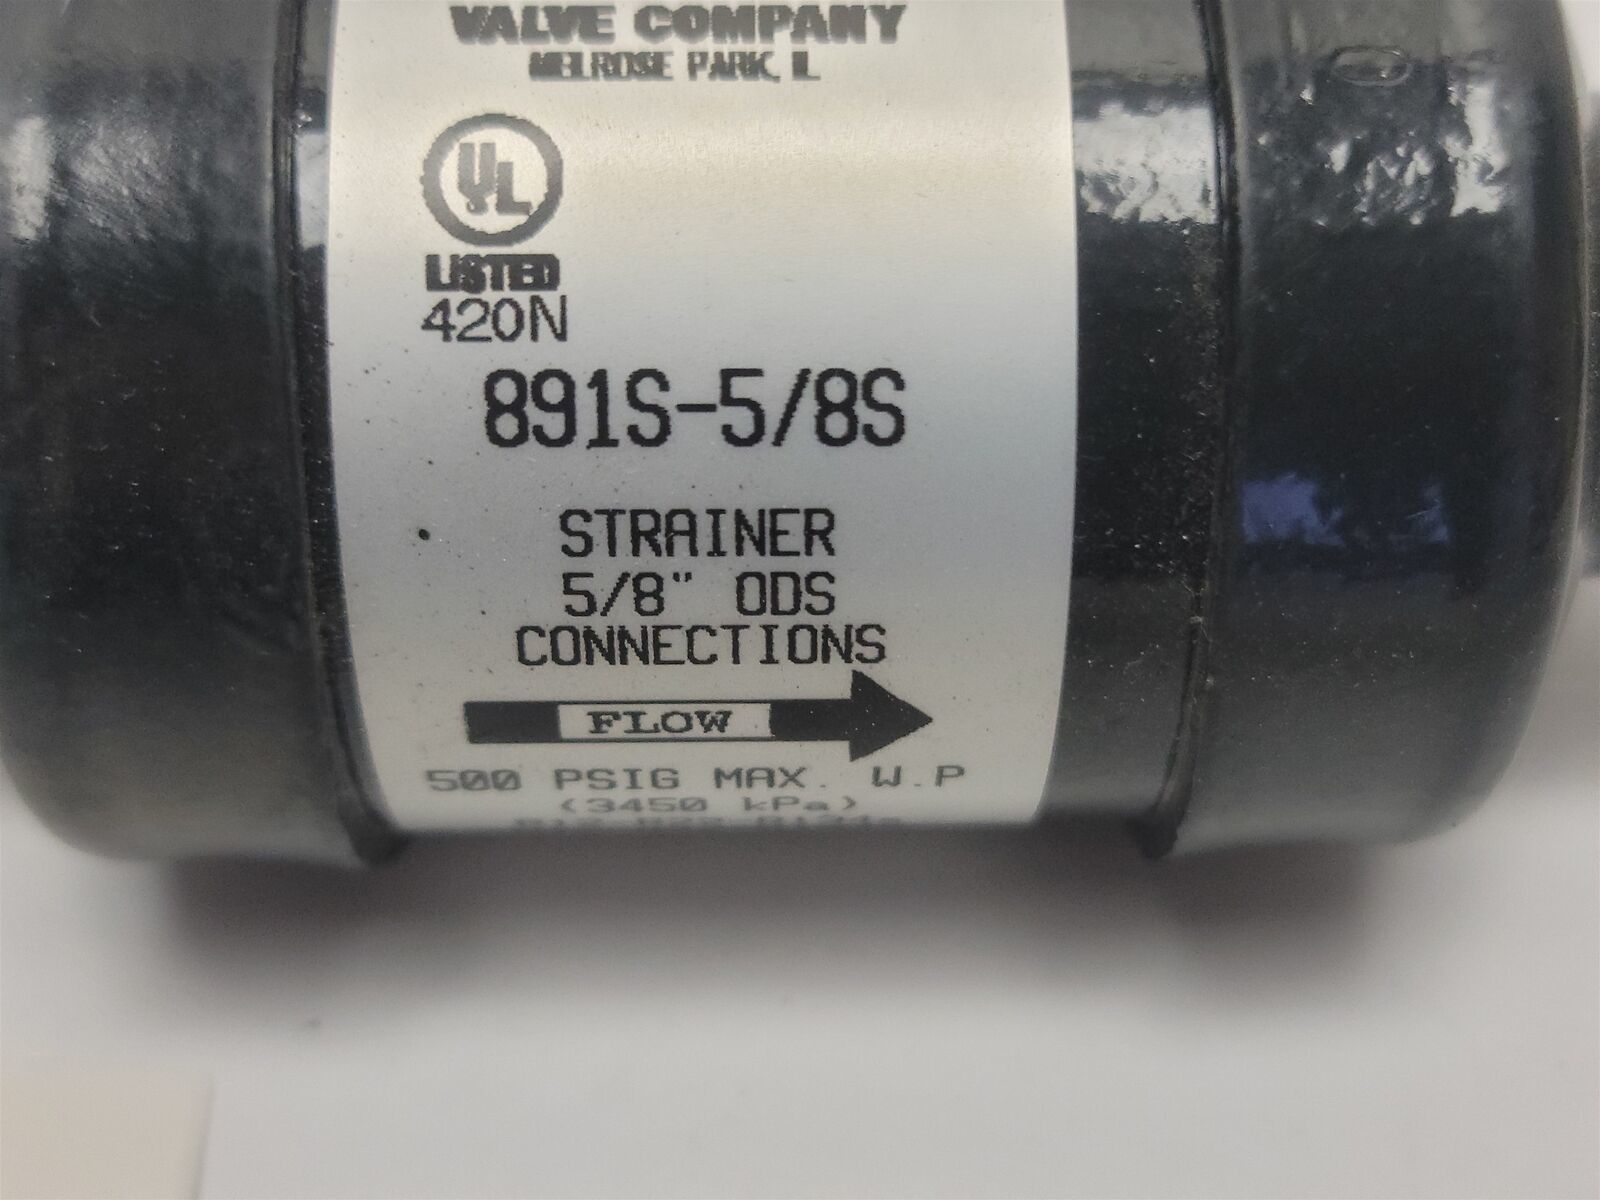 VALVE COMPANY
MELROSE PARK, IL
UL
LISTED
420N
891S-5/8S
STRAINER
5/8" ODS
CONNECTIONS
FLOW
500 PSIG MAX. W.P
(3450 kPa)